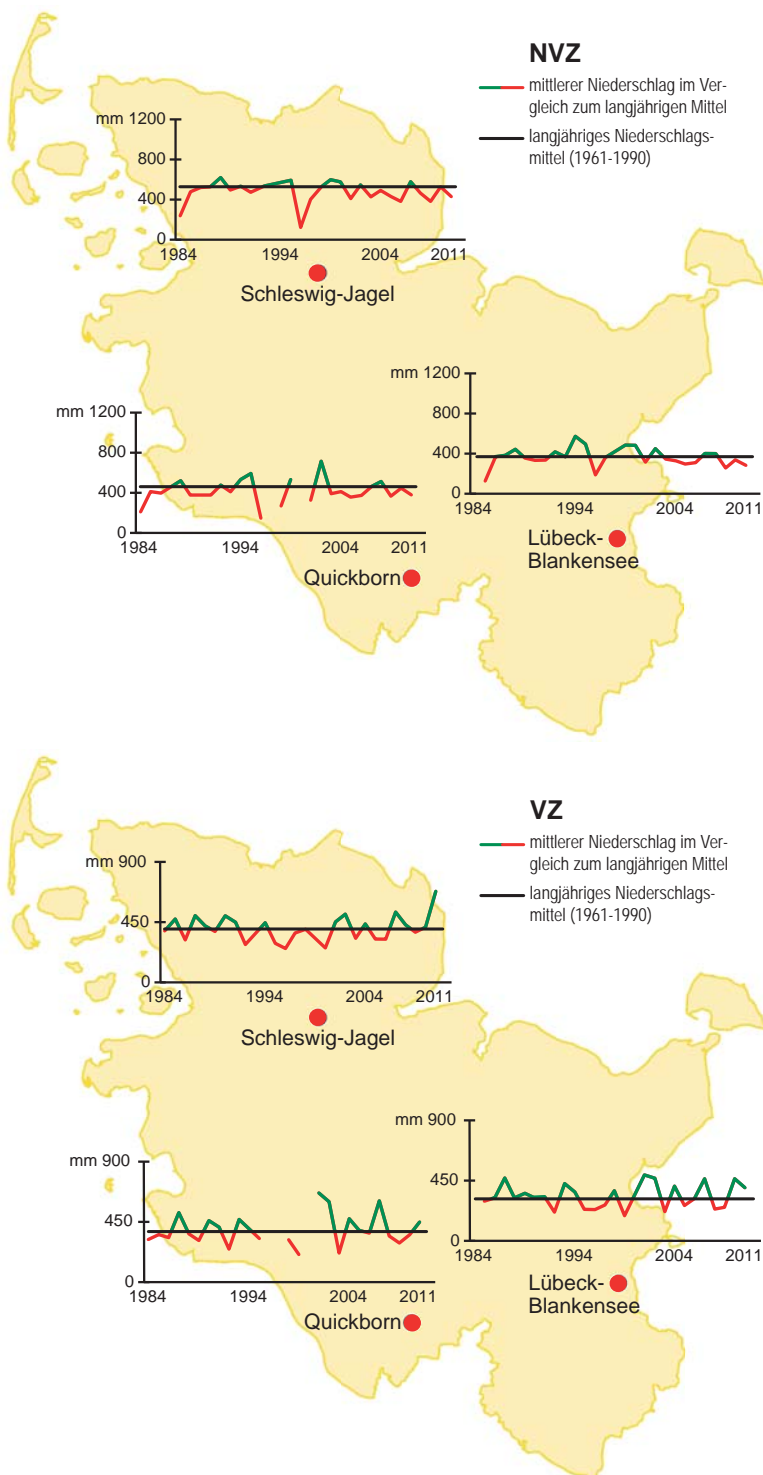 NVZ
mittlerer Niederschlag im Ver-
gleich zum langjährigen Mittel
langjähriges Niederschlags-
mittel (1961-1990)
mm 1200
800
400
0
1984
1994
2004
2011
Schleswig-Jagel
mm 1200
800
400
0
1984
1994
2004
2011
Lübeck-
Blankensee
mm 1200
800
400
0
1984
1994
2004
2011
Quickborn
VZ
mittlerer Niederschlag im Ver-
gleich zum langjährigen Mittel
langjähriges Niederschlags-
mittel (1961-1990)
mm 900
450
0
1984
1994
2004
2011
Schleswig-Jagel
mm 900
450
0
1984
1994
2004
2011
Lübeck-
Blankensee
mm 900
450
0
1984
1994
2004
2011
Quickborn